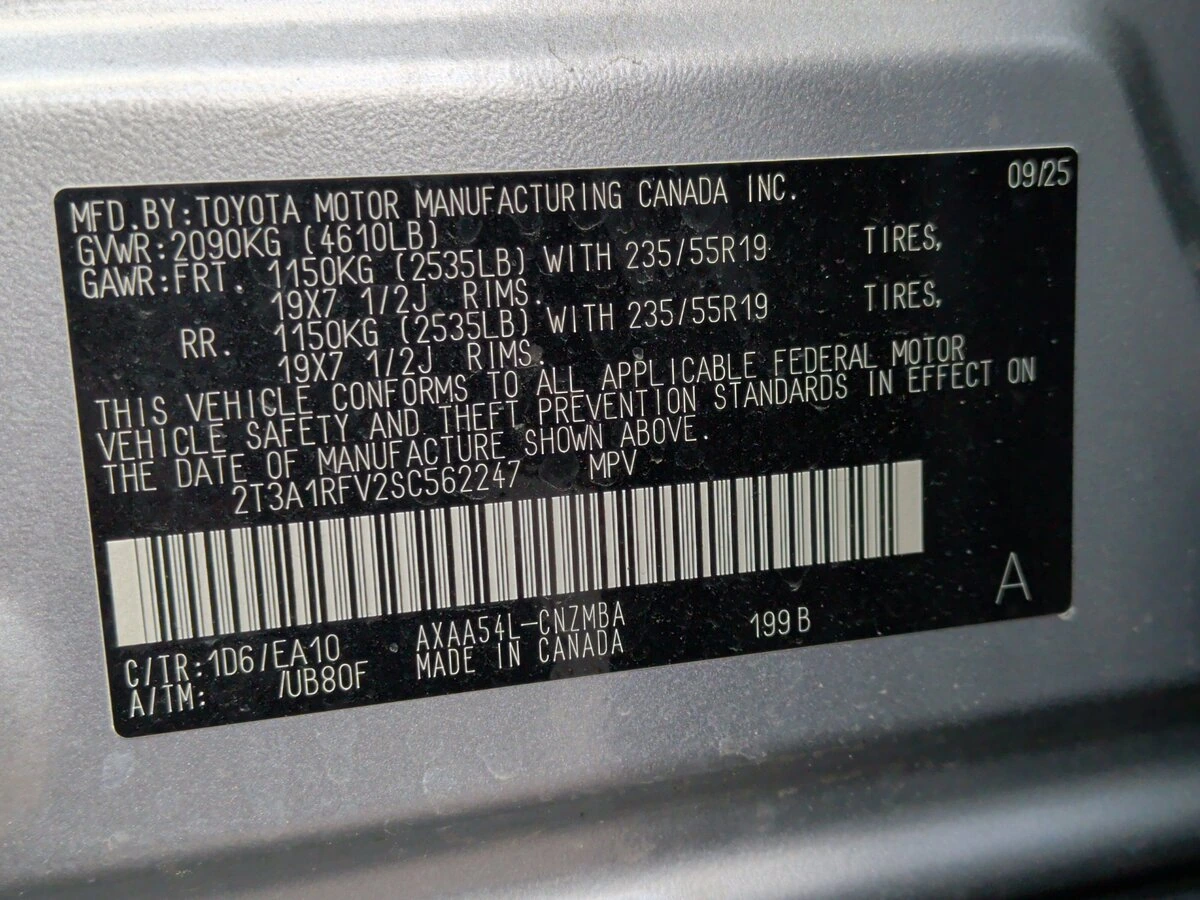 09/25
MFD.BY:TOYOTA MOTOR MANUFACTURING CANADA INC.
GVWR:2090KG (4610LB)
GAWR:FRT. 1150KG (2535LB) WITH 235/55R19 TIRES,
19X7 1/2J RIMS.
RR. 1150KG (2535LB) WITH 235/55R19 TIRES,
19X7 1/2J RIMS.
THIS VEHICLE CONFORMS TO ALL APPLICABLE FEDERAL MOTOR
VEHICLE SAFETY AND THEFT PREVENTION STANDARDS IN EFFECT ON
THE DATE OF MANUFACTURE SHOWN ABOVE.
2T3A1RFV2SC562247 MPV
A
C/TR:1D6/EA10 AXAA54L-CNZMBA 199B
A/TM: /UB80F MADE IN CANADA